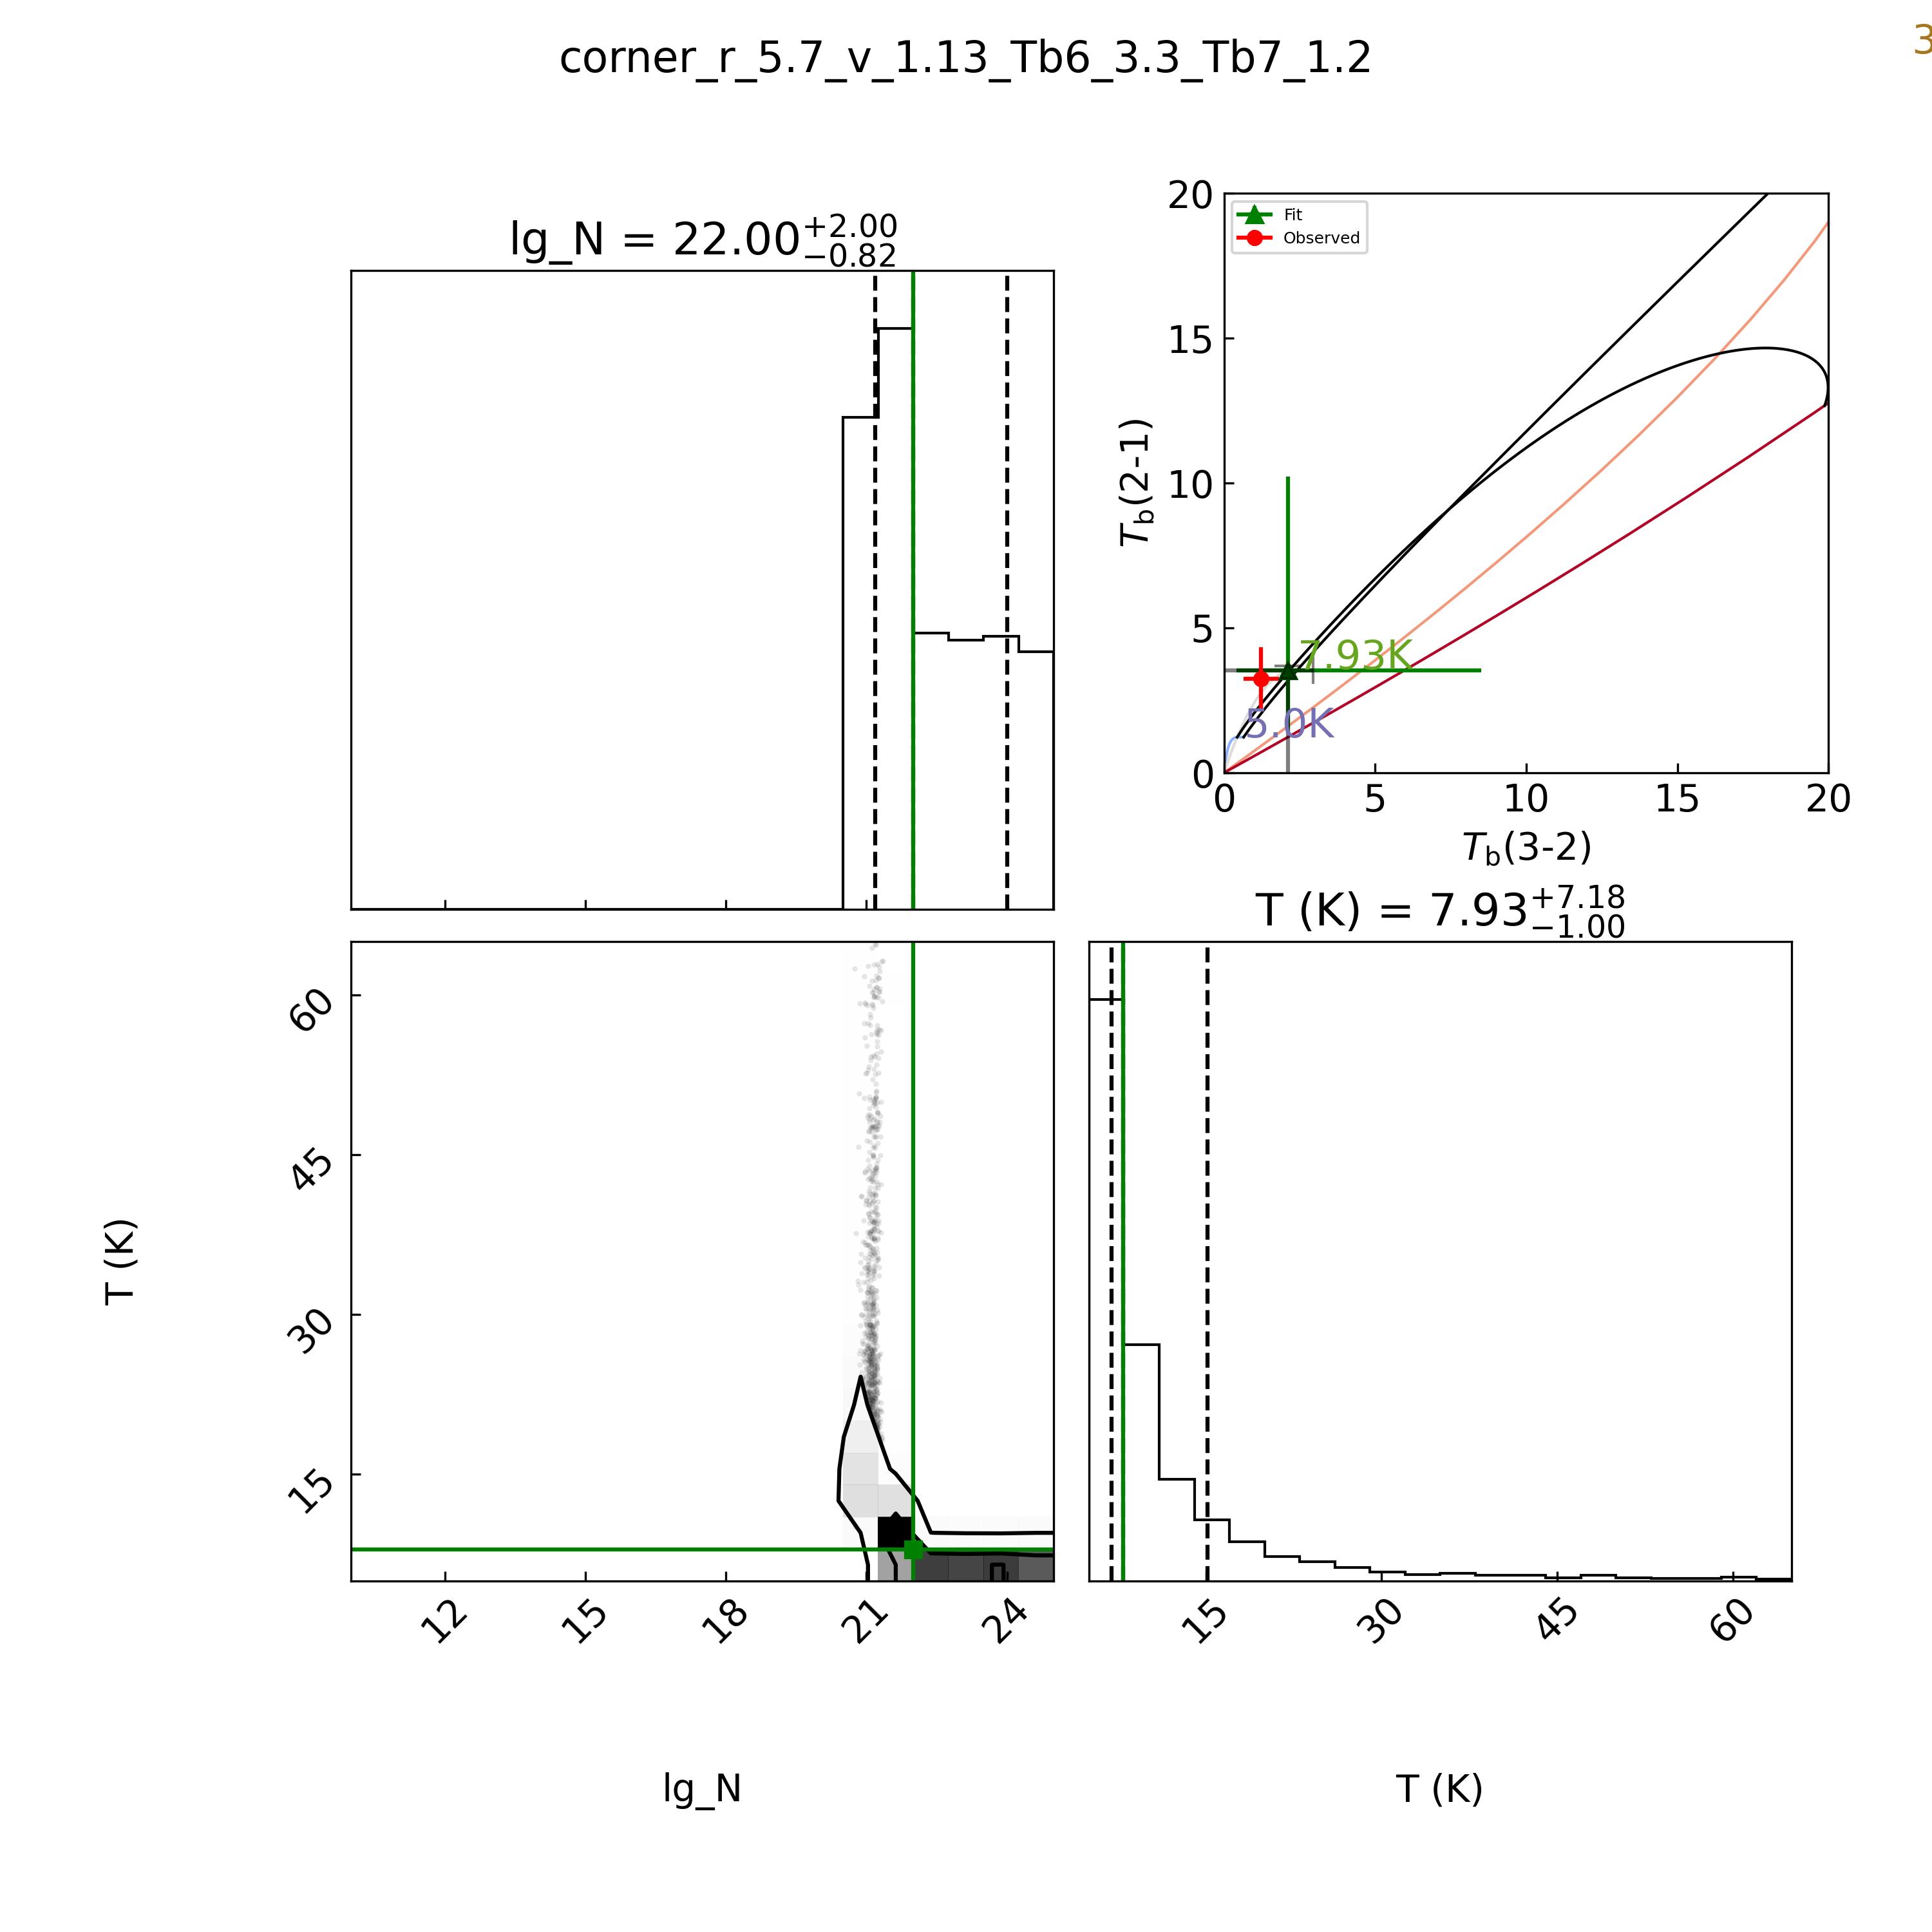 corner_r_5.7_v_1.13_Tb6_3.3_Tb7_1.2
3
lg_N = 22.00 +2.00 −0.82
20
15
10
5
0
Fit
Observed
7.93K
5.0K
T_b(2-1)
0 5 10 15 20
T_b(3-2)
T (K) = 7.93 +7.18 −1.00
60
45
30
15
T (K)
12 15 18 21 24
lg_N
15 30 45 60
T (K)